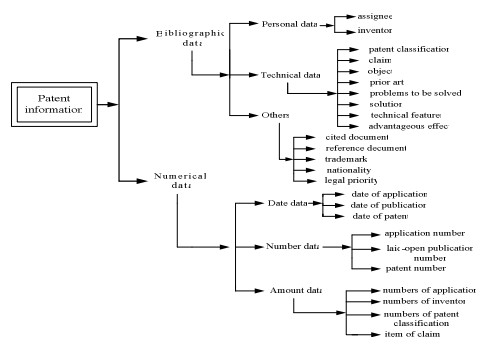 Patent
information
Bibliographic
data
Personal data
assignee
inventor
Technical data
patent classification
claim
object
prior art
problems to be solved
solution
technical feature
advantageous effect
Others
cited document
reference document
trademark
nationality
legal priority
Numerical
data
Date data
date of application
date of publication
date of patent
Number data
application number
laid-open publication
number
patent number
Amount data
numbers of application
numbers of inventor
numbers of patent
classification
item of claim